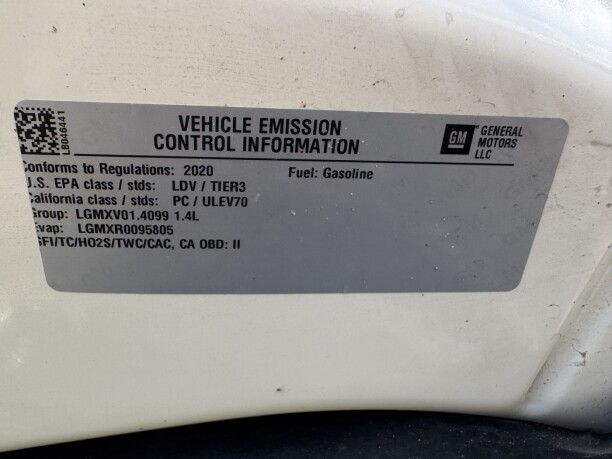 LB046441
VEHICLE EMISSION
CONTROL INFORMATION
GM
GENERAL
MOTORS
LLC
Conforms to Regulations: 2020
Fuel: Gasoline
U.S. EPA class / stds: LDV / TIER3
California class / stds: PC / ULEV70
Group: LGMXV01.4099 1.4L
Evap: LGMXR0095805
SFI/TC/HO2S/TWC/CAC, CA OBD: II